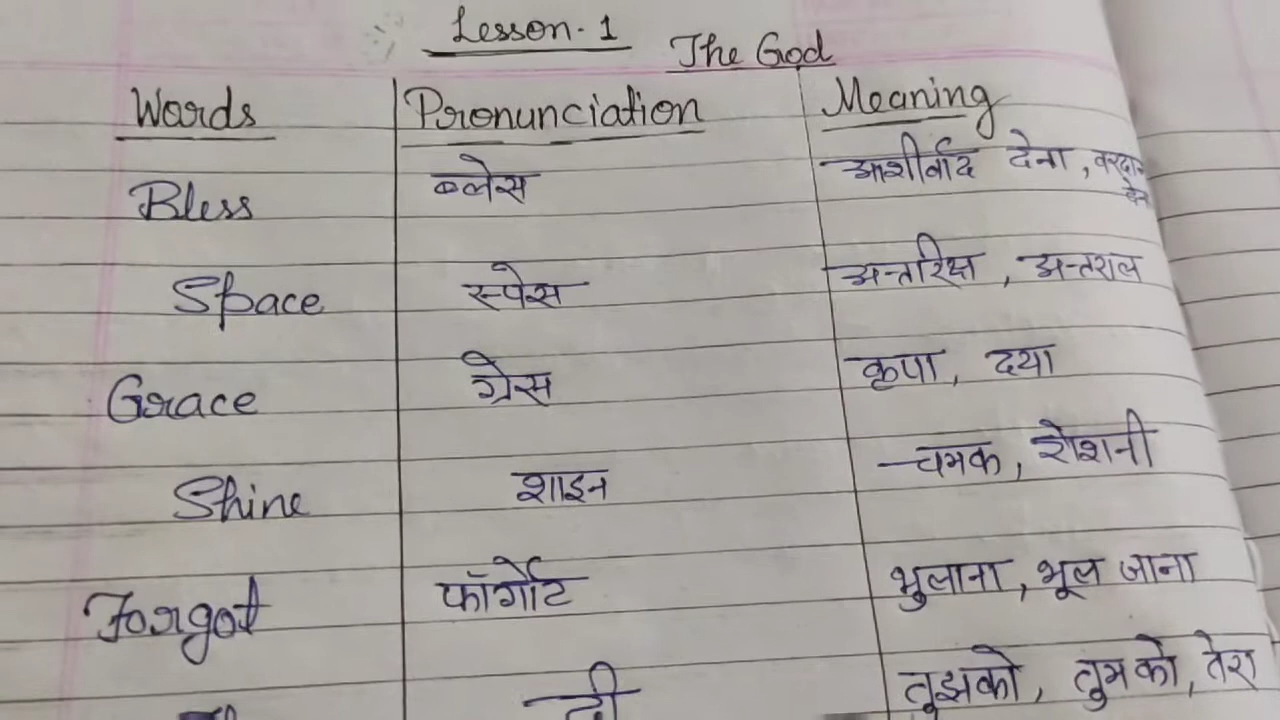 Lesson-1
The God
Words Pronunciation Meaning
Bless ब्लेस आशीर्वाद देना, वरदान
देना
Space स्पेस अन्तरिक्ष, अन्तराल
Grace ग्रेस कृपा, दया
Shine शाइन चमक, रोशनी
Forgot फॉर्गोट भुलाना, भूल जाना
दी तुझको, तुमको, तेरा